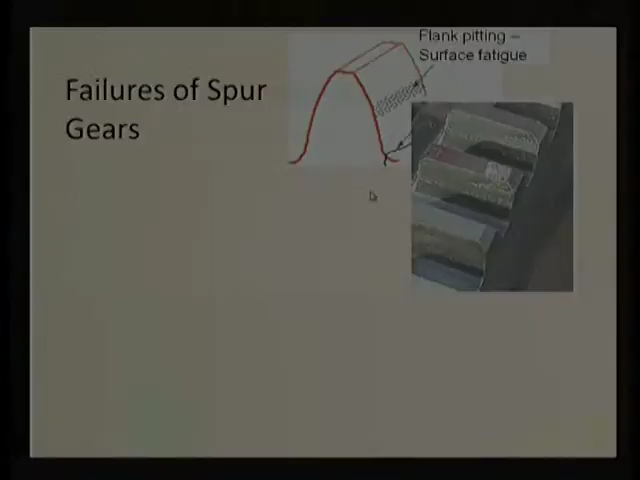 Failures of Spur
Gears
Flank pitting –
Surface fatigue